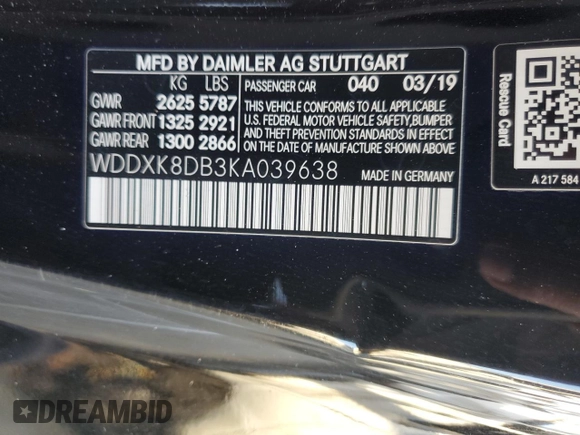 MFD BY DAIMLER AG STUTTGART
KG LBS PASSENGER CAR 040 03/19
GVWR 2625 5787
GAWR FRONT 1325 2921
GAWR REAR 1300 2866
THIS VEHICLE CONFORMS TO ALL APPLICABLE
U.S. FEDERAL MOTOR VEHICLE SAFETY,BUMPER,
AND THEFT PREVENTION STANDARDS IN EFFECT
ON THE DATE OF MANUFACTURE SHOWN ABOVE
WDDXK8DB3KA039638 MADE IN GERMANY
Rescue Card
A 217 584
DREAMBID